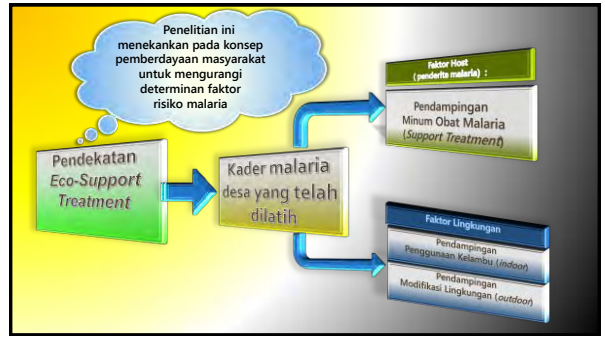 Penelitian ini
menekankan pada konsep
pemberdayaan masyarakat
untuk mengurangi
determinan faktor
risiko malaria
Pendekatan
Eco-Support
Treatment
Kader malaria
desa yang telah
dilatih
Faktor Host
( penderita malaria) :
Pendampingan
Minum Obat Malaria
(Support Treatment)
Faktor Lingkungan
Pendampingan
Penggunaan Kelambu (indoor)
Pendampingan
Modifikasi Lingkungan (outdoor)